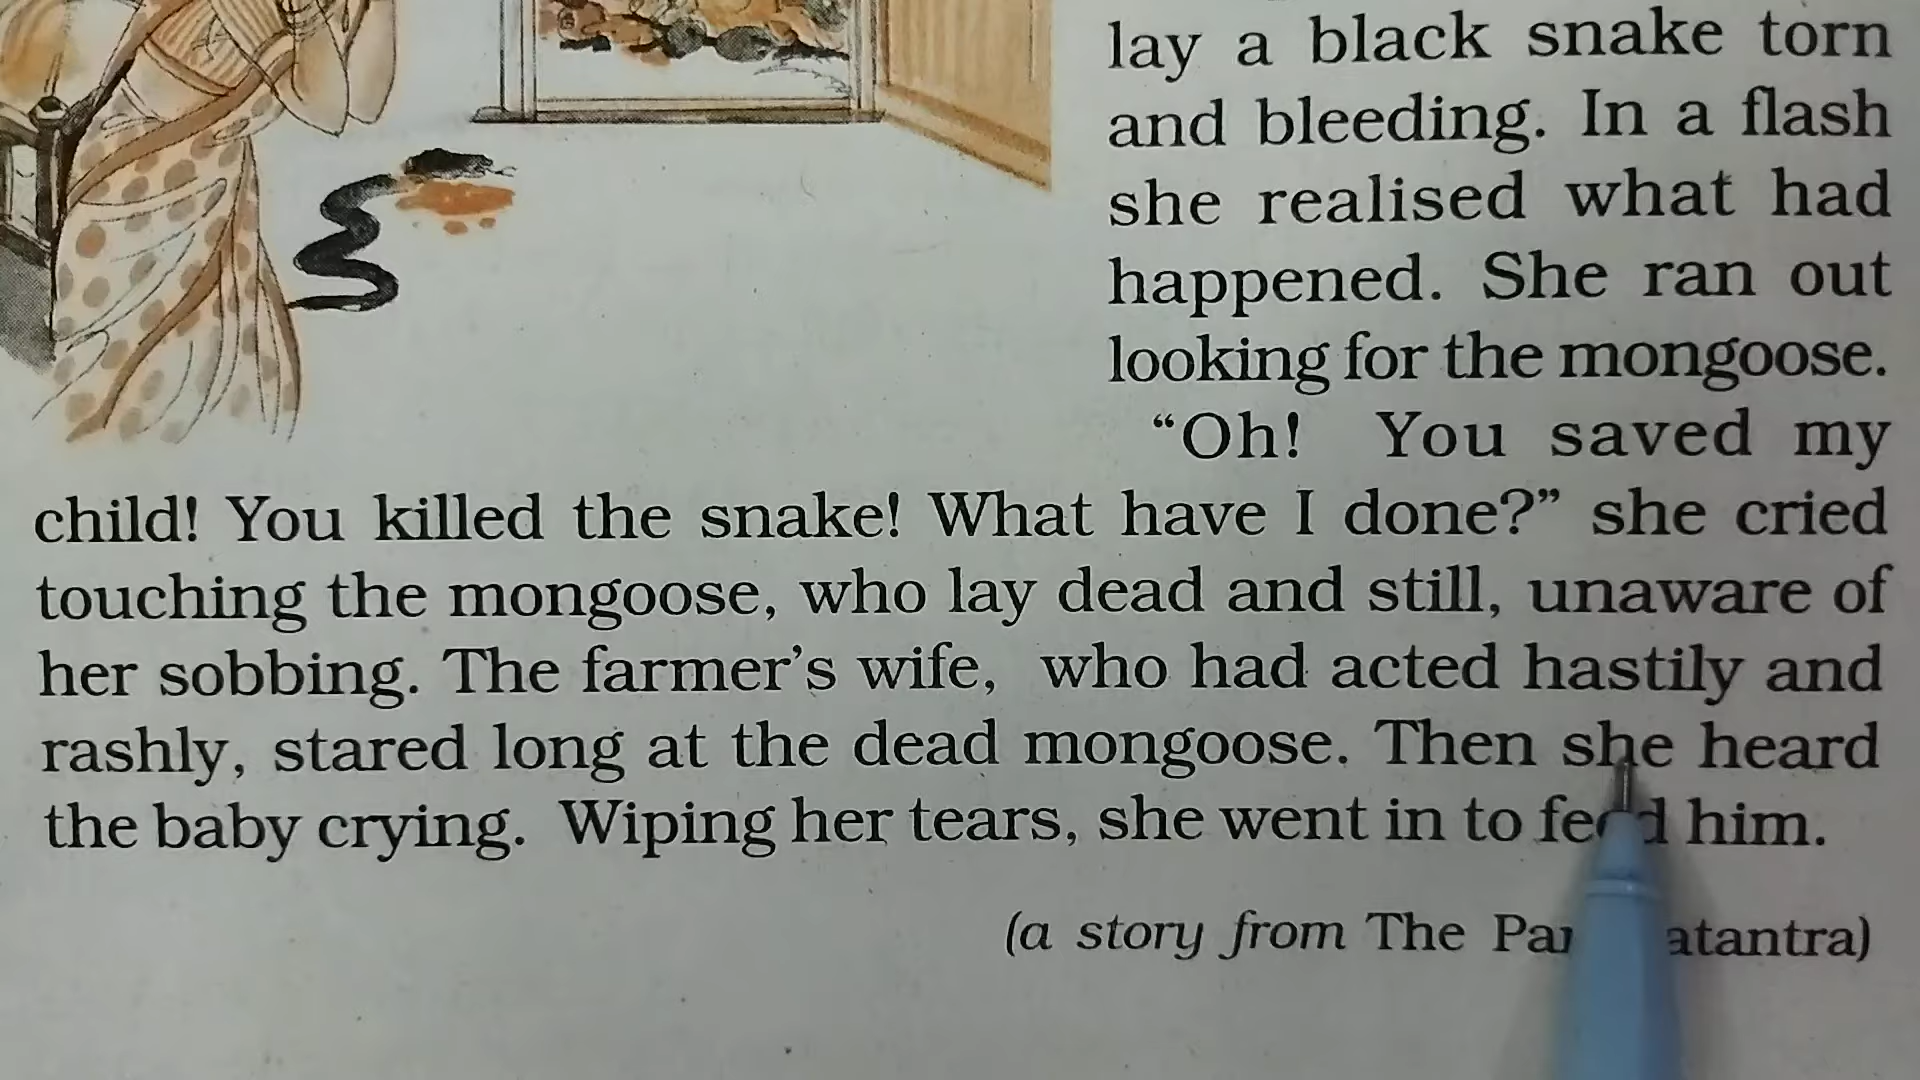 lay a black snake torn
and bleeding. In a flash
she realised what had
happened. She ran out
looking for the mongoose.
“Oh! You saved my
child! You killed the snake! What have I done?” she cried
touching the mongoose, who lay dead and still, unaware of
her sobbing. The farmer’s wife, who had acted hastily and
rashly, stared long at the dead mongoose. Then she heard
the baby crying. Wiping her tears, she went in to feed him.
(a story from The